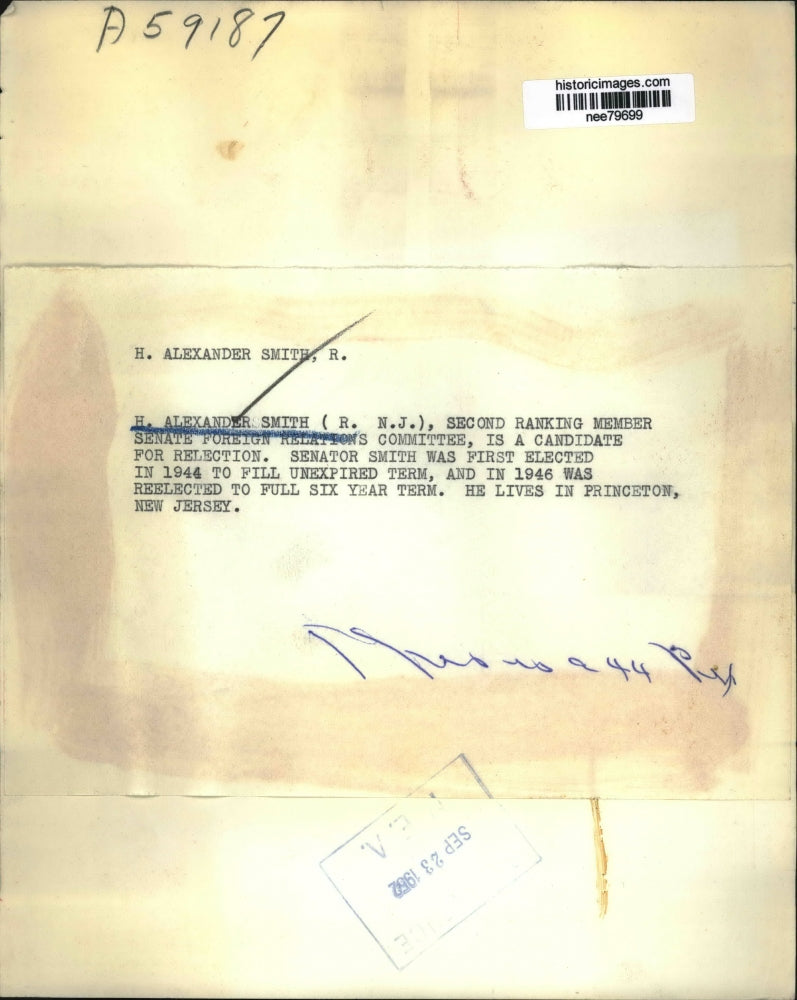 A59187
historicimages.com
nee79699
H. ALEXANDER SMITH, R.
H. ALEXANDER SMITH ( R. N.J.), SECOND RANKING MEMBER
SENATE FOREIGN RELATIONS COMMITTEE, IS A CANDIDATE
FOR RELECTION. SENATOR SMITH WAS FIRST ELECTED
IN 1944 TO FILL UNEXPIRED TERM, AND IN 1946 WAS
REELECTED TO FULL SIX YEAR TERM. HE LIVES IN PRINCETON,
NEW JERSEY.
E. A.
SEP 23 1952